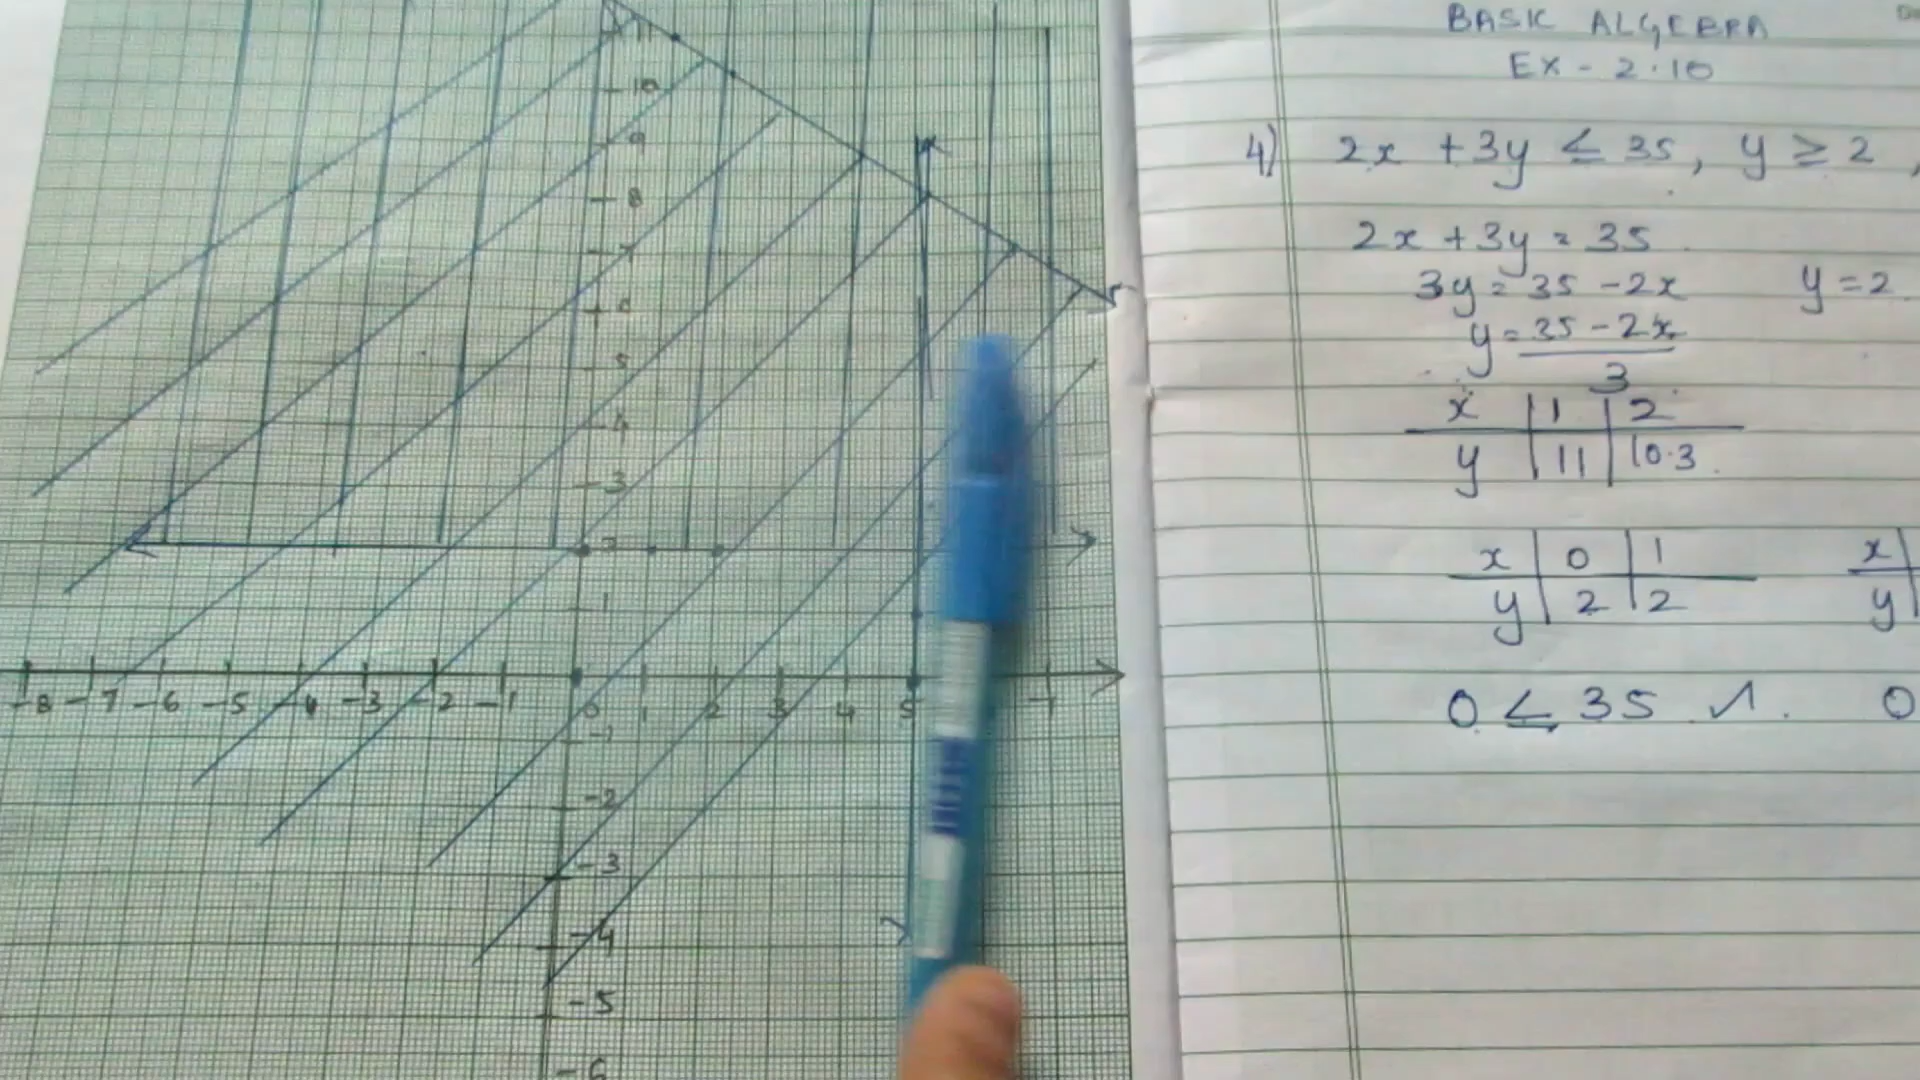 11
10
9
8
7
6
5
4
3
2
1
-8 -7 -6 -5 -4 -3 -2 -1 0 1 2 3 4 5 7
-1
-2
-3
-4
-5
-6
BASIC ALGEBRA
EX - 2.10
4) 2x + 3y ≤ 35, y ≥ 2,
2x + 3y = 35
3y = 35 - 2x y = 2
y = 35 - 2x
3
x 1 2
y 11 10.3
x 0 1 x
y 2 2 y
0 ≤ 35 ✓. 0